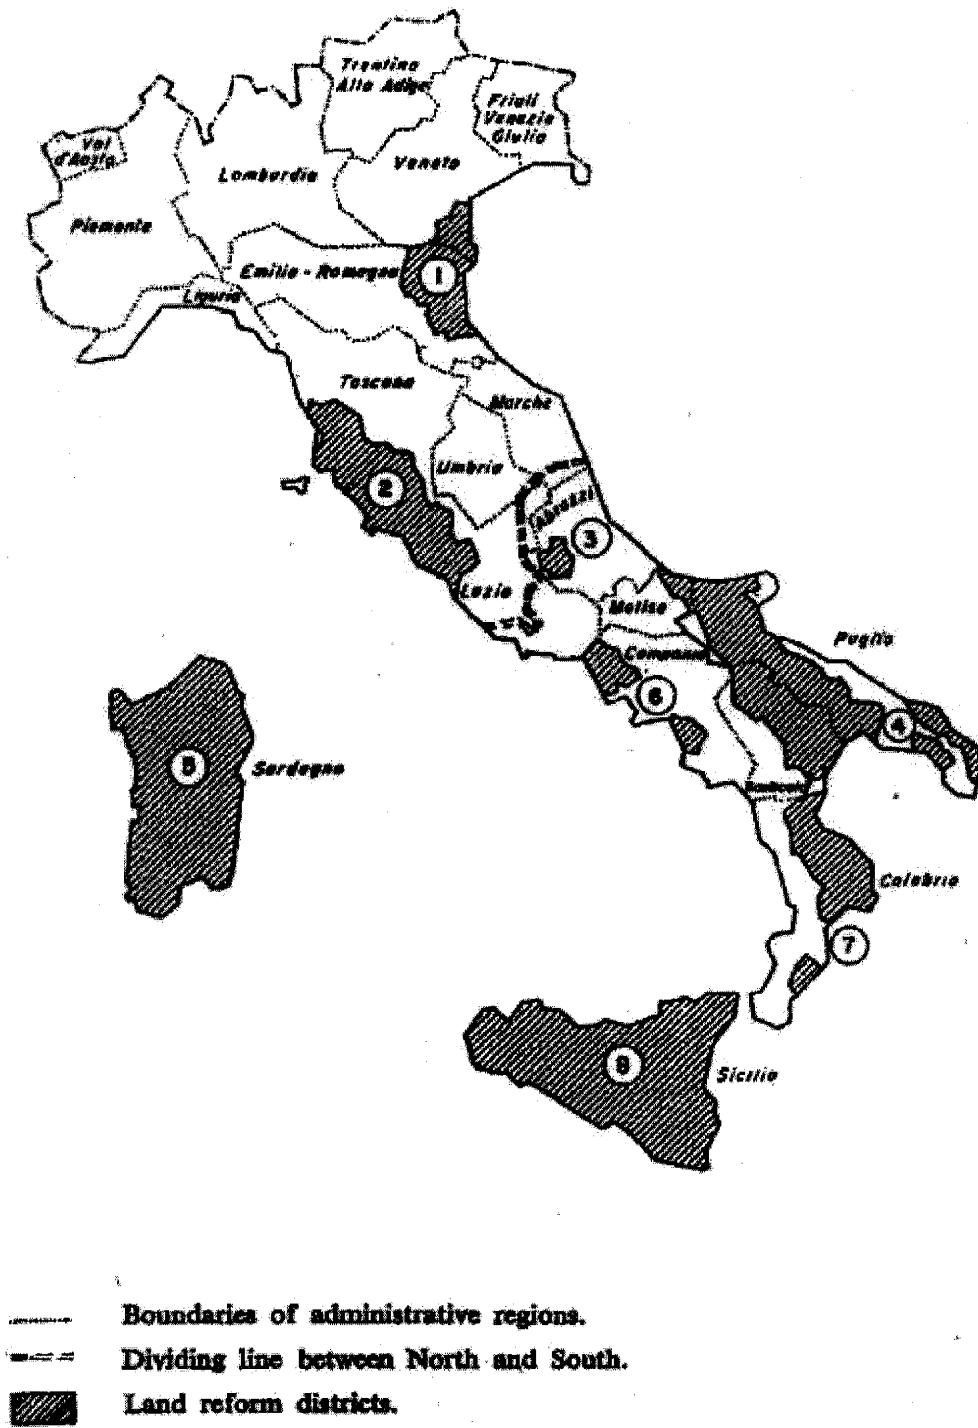 Trentino
Alto Adige
Friuli
Venezia
Giulia
Val
d'Aosta
Lombardia
Veneto
Piemonte
Emilia - Romagna
1
Liguria
Toscana
Marche
Umbria
2
Abruzzi
3
Lazio
Molise
Puglia
Campania
6
4
5
Sardegna
Calabria
7
8
Sicilia
Boundaries of administrative regions.
Dividing line between North and South.
Land reform districts.